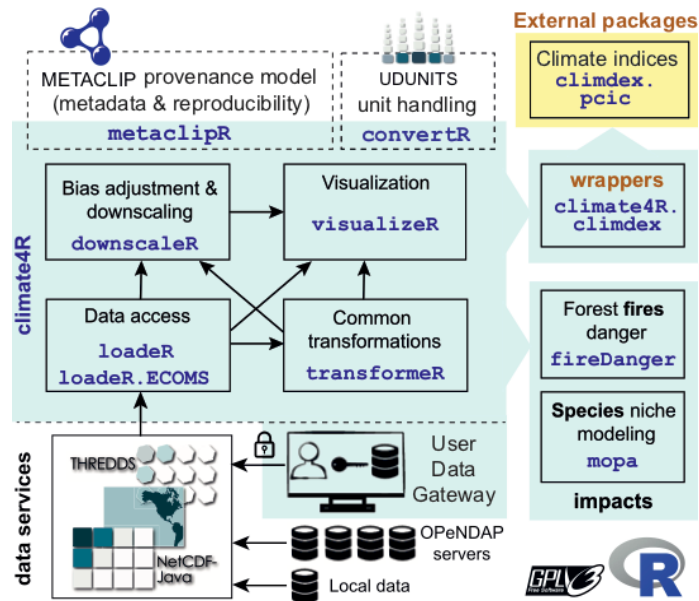 METACLIP provenance model
(metadata & reproducibility)
metaclipR
UDUNITS
unit handling
convertR
External packages
Climate indices
climdex.
pcic
climate4R
Bias adjustment &
downscaling
downscaleR
Visualization
visualizeR
wrappers
climate4R.
climdex
Data access
loadeR
loadeR.ECOMS
Common
transformations
transformeR
Forest fires
danger
fireDanger
Species niche
modeling
mopa
impacts
data services
THREDDS
NetCDF-
Java
User
Data
Gateway
OPeNDAP
servers
Local data
GPL v3
Free Software
R